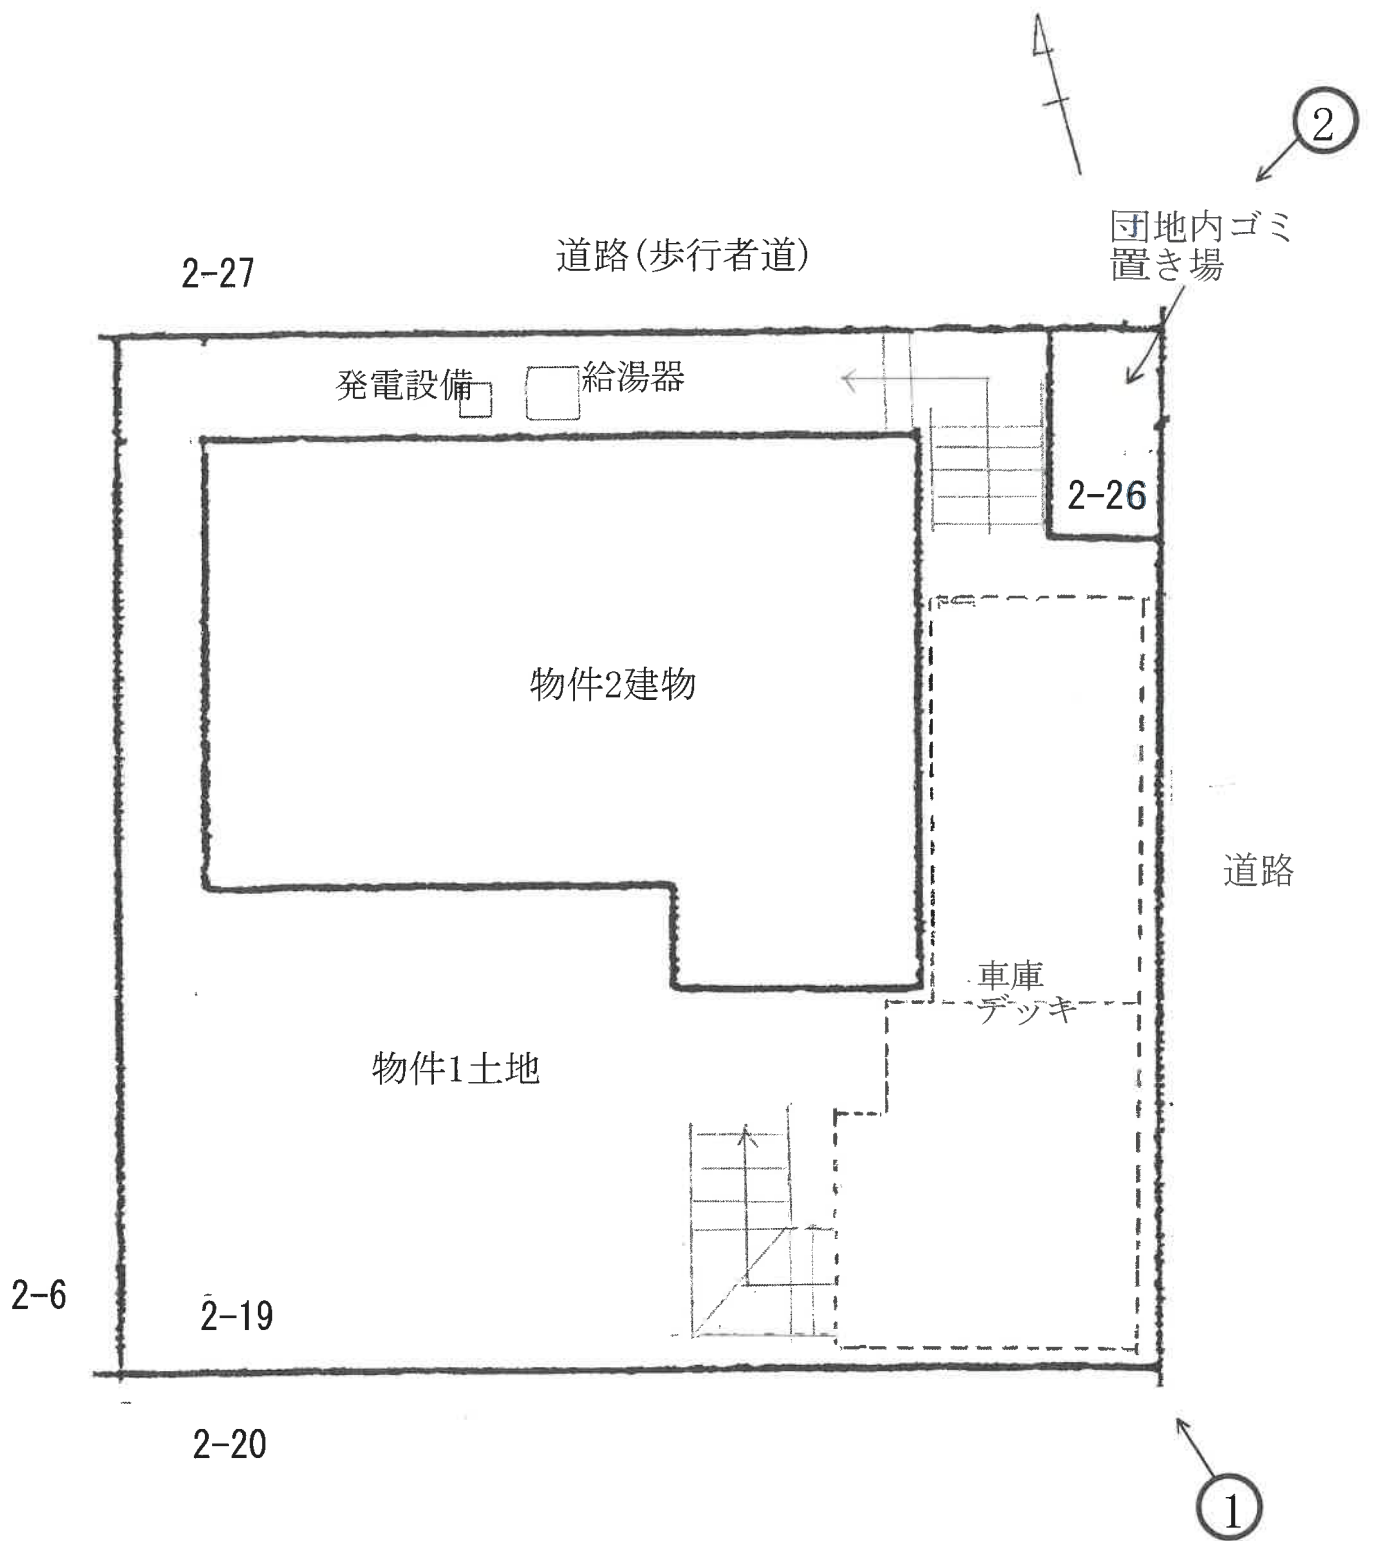 ②
団地内ゴミ
置き場
道路(歩行者道)
2-27
発電設備
給湯器
2-26
物件2建物
道路
車庫
デッキ
物件1土地
2-6
2-19
2-20
①